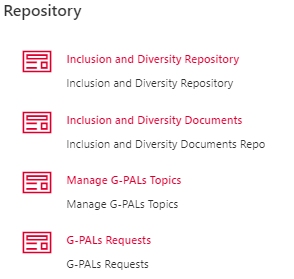 Repository
Inclusion and Diversity Repository
Inclusion and Diversity Repository
Inclusion and Diversity Documents
Inclusion and Diversity Documents Repo
Manage G-PALs Topics
Manage G-PALs Topics
G-PALs Requests
G-PALs Requests